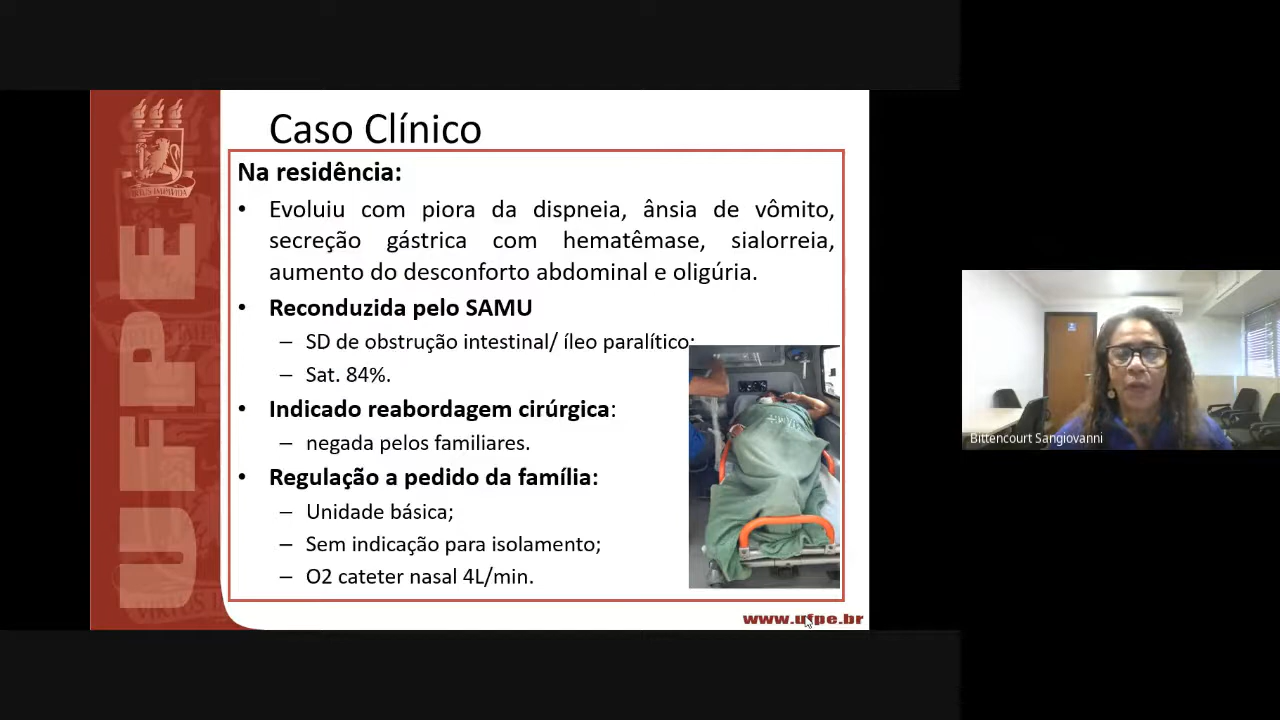 Caso Clínico
Na residência:
• Evoluiu com piora da dispneia, ânsia de vômito,
secreção gástrica com hematêmase, sialorreia,
aumento do desconforto abdominal e oligúria.
• Reconduzida pelo SAMU
– SD de obstrução intestinal/ íleo paralítico;
– Sat. 84%.
• Indicado reabordagem cirúrgica:
– negada pelos familiares.
• Regulação a pedido da família:
– Unidade básica;
– Sem indicação para isolamento;
– O2 cateter nasal 4L/min.
www.ufpe.br
UFPE
VIRTUS IMPAVIDA
Bittencourt Sangiovanni